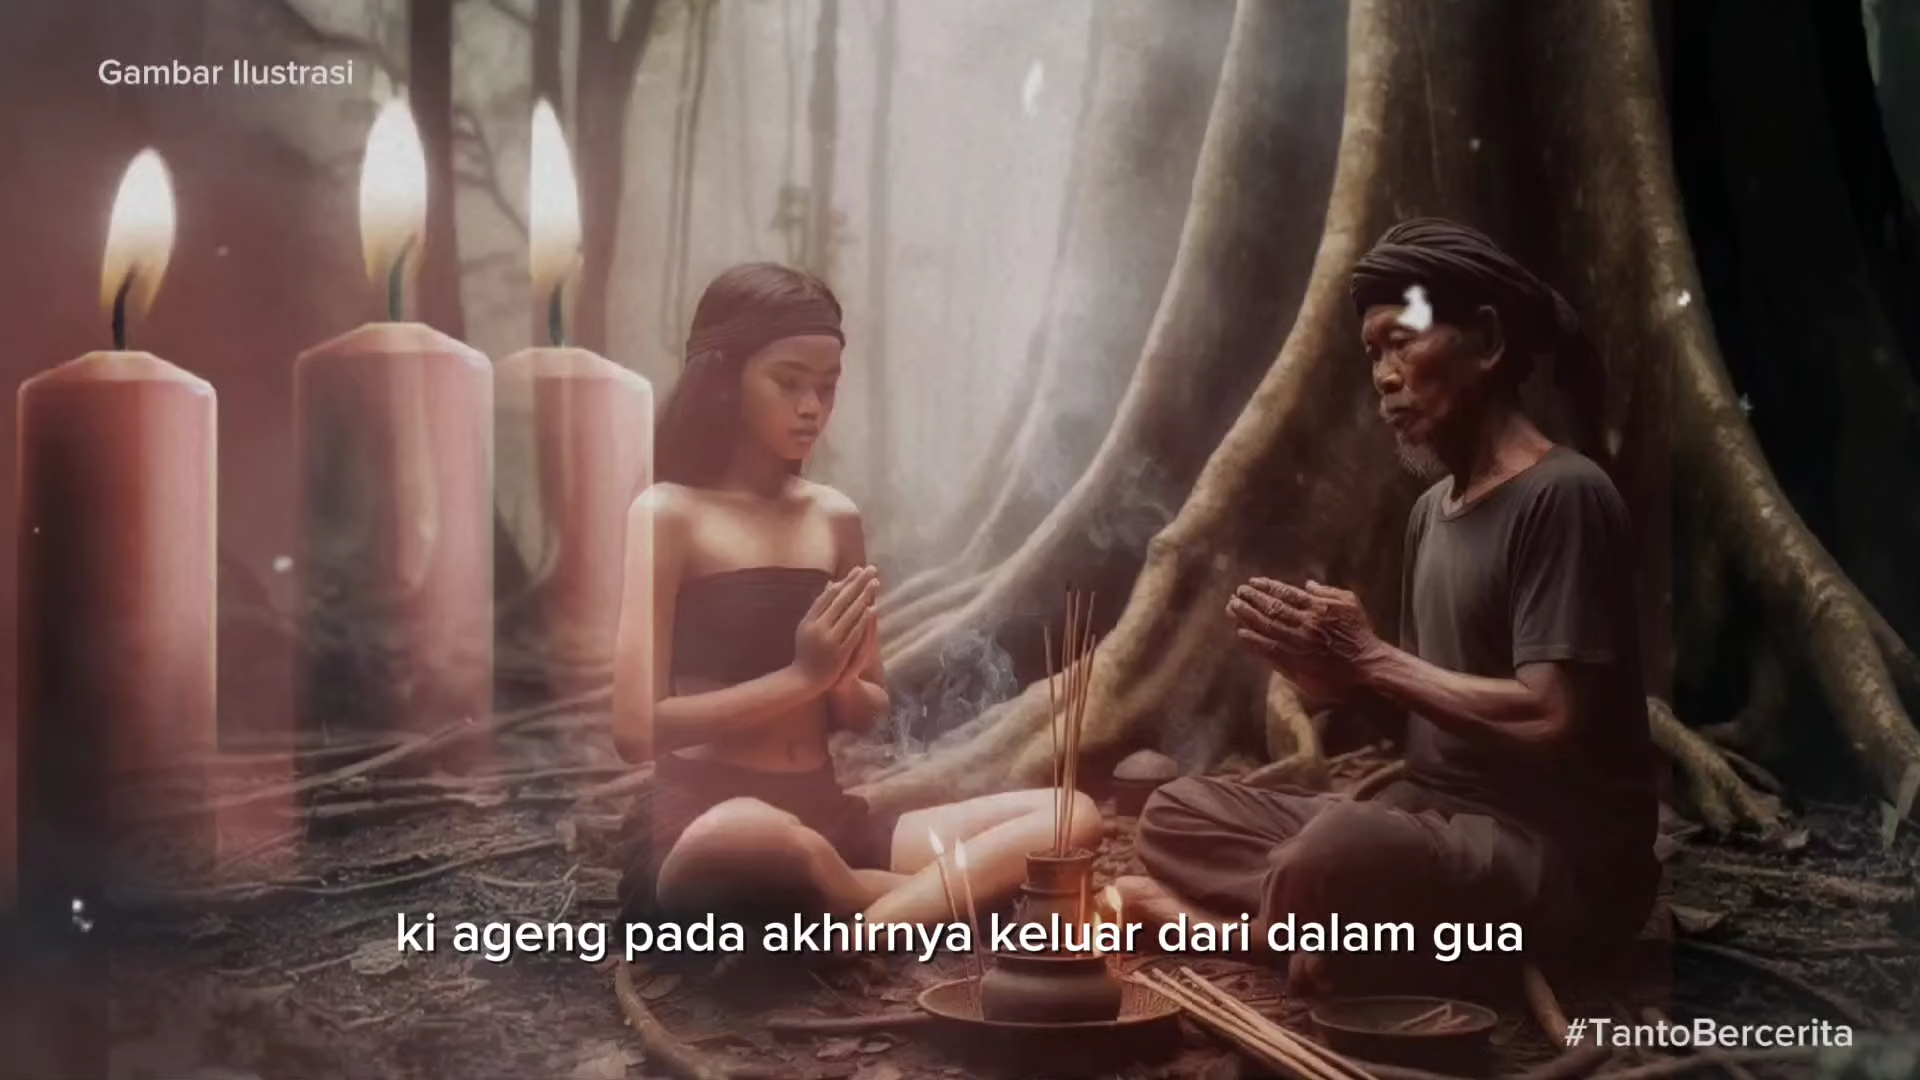 Gambar Ilustrasi
ki ageng pada akhirnya keluar dari dalam gua
#TantoBercerita